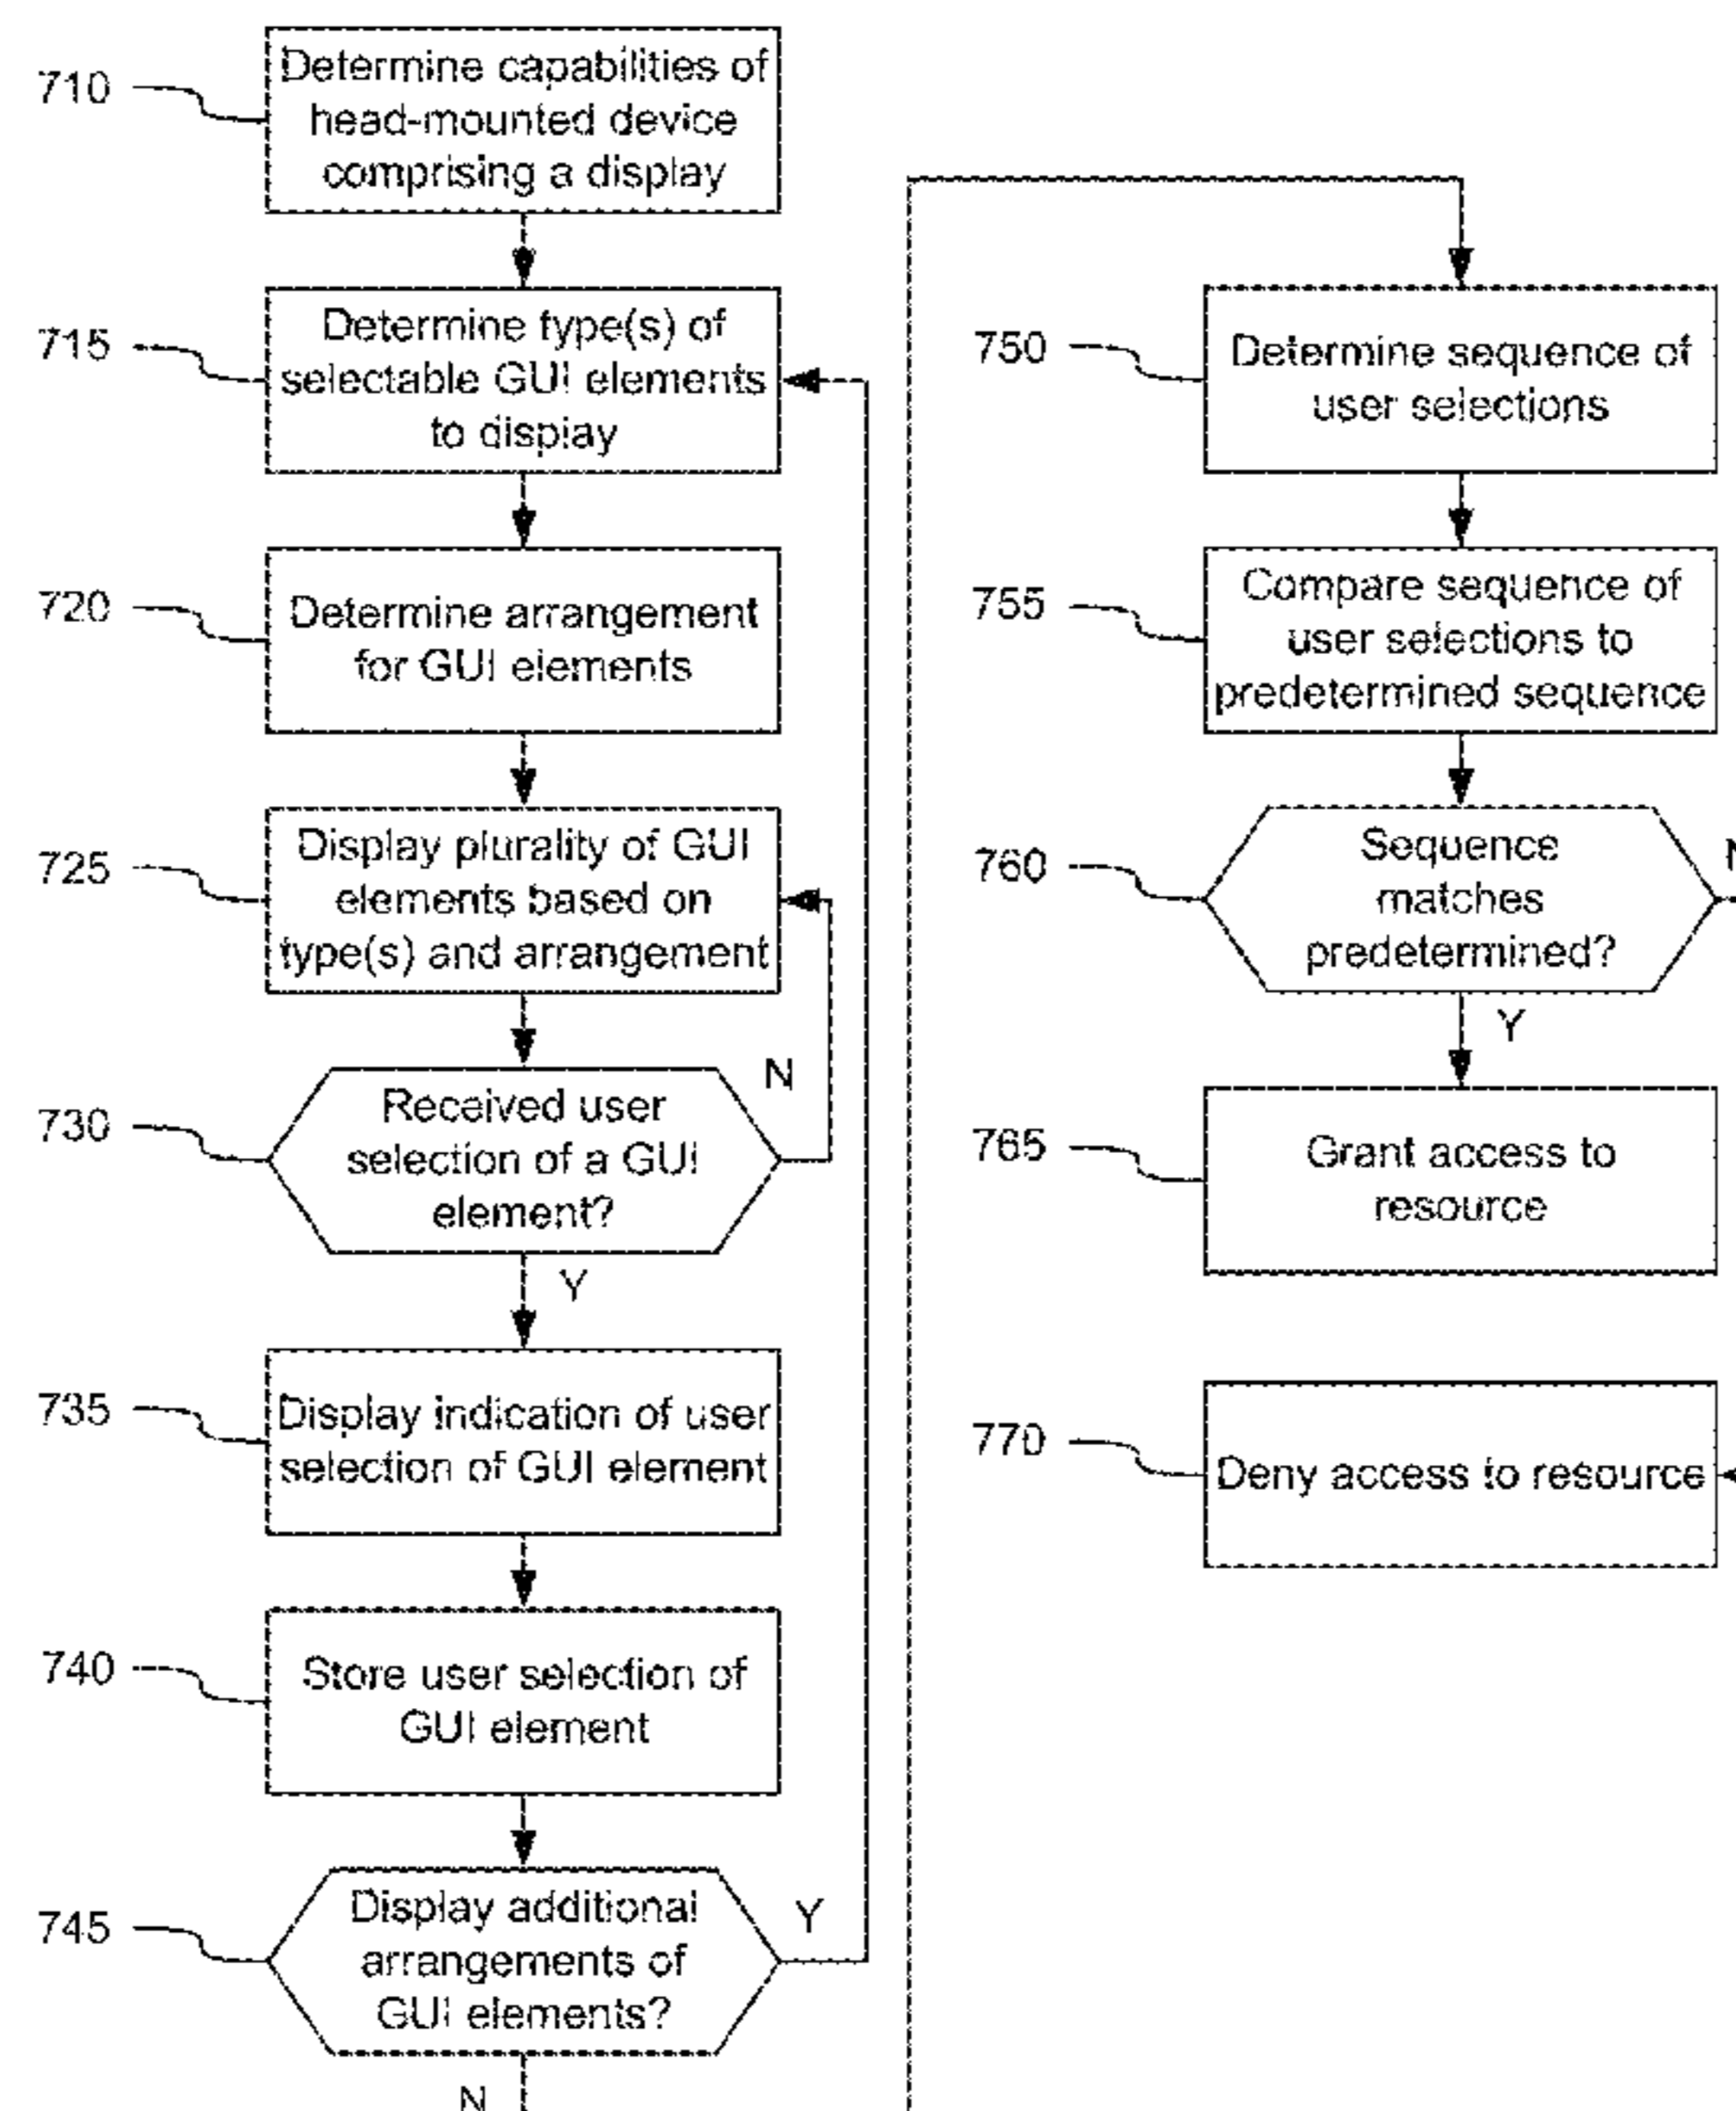 710
Determine capabilities of
head-mounted device
comprising a display
715
Determine type(s) of
selectable GUI elements
to display
720
Determine arrangement
for GUI elements
725
Display plurality of GUI
elements based on
type(s) and arrangement
730
Received user
selection of a GUI
element?
N
Y
735
Display indication of user
selection of GUI element
740
Store user selection of
GUI element
745
Display additional
arrangements of
GUI elements?
Y
N
750
Determine sequence of
user selections
755
Compare sequence of
user selections to
predetermined sequence
760
Sequence
matches
predetermined?
N
Y
765
Grant access to
resource
770
Deny access to resource